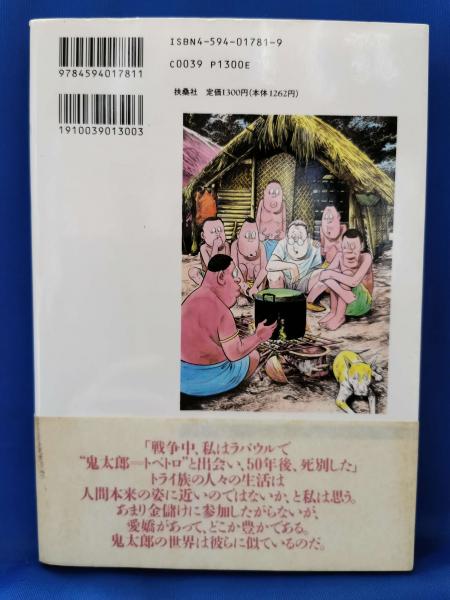 ISBN4-594-01781-9
C0039 P1300E
扶桑社 定価1300円(本体1262円)
9784594017811
1910039013003
「戦争中、私はラバウルで
“鬼太郎＝トペトロ”と出会い、50年後、死別した」
トライ族の人々の生活は
人間本来の姿に近いのではないか、と私は思う。
あまり金儲けに参加したがらないが、
愛嬌があって、どこか豊かである。
鬼太郎の世界は彼らに似ているのだ。